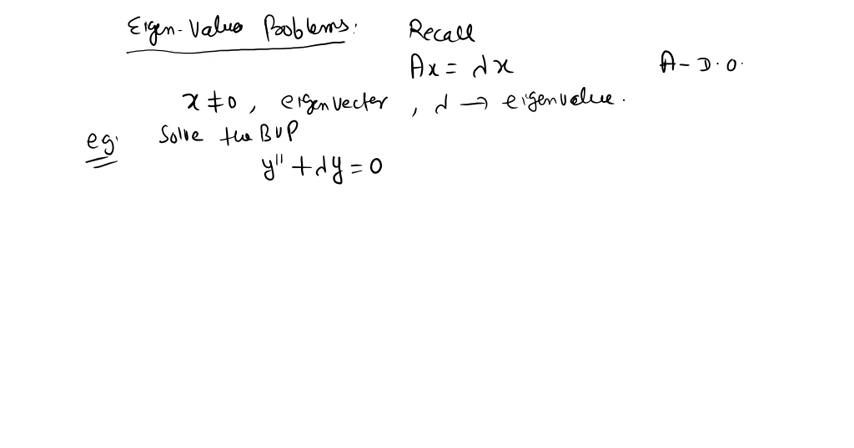 Eigen-Value Problems: Recall
Ax = λx A - D.O.
x ≠ 0, eigenvector, λ → eigenvalue.
eg: Solve the BVP
y'' + λy = 0